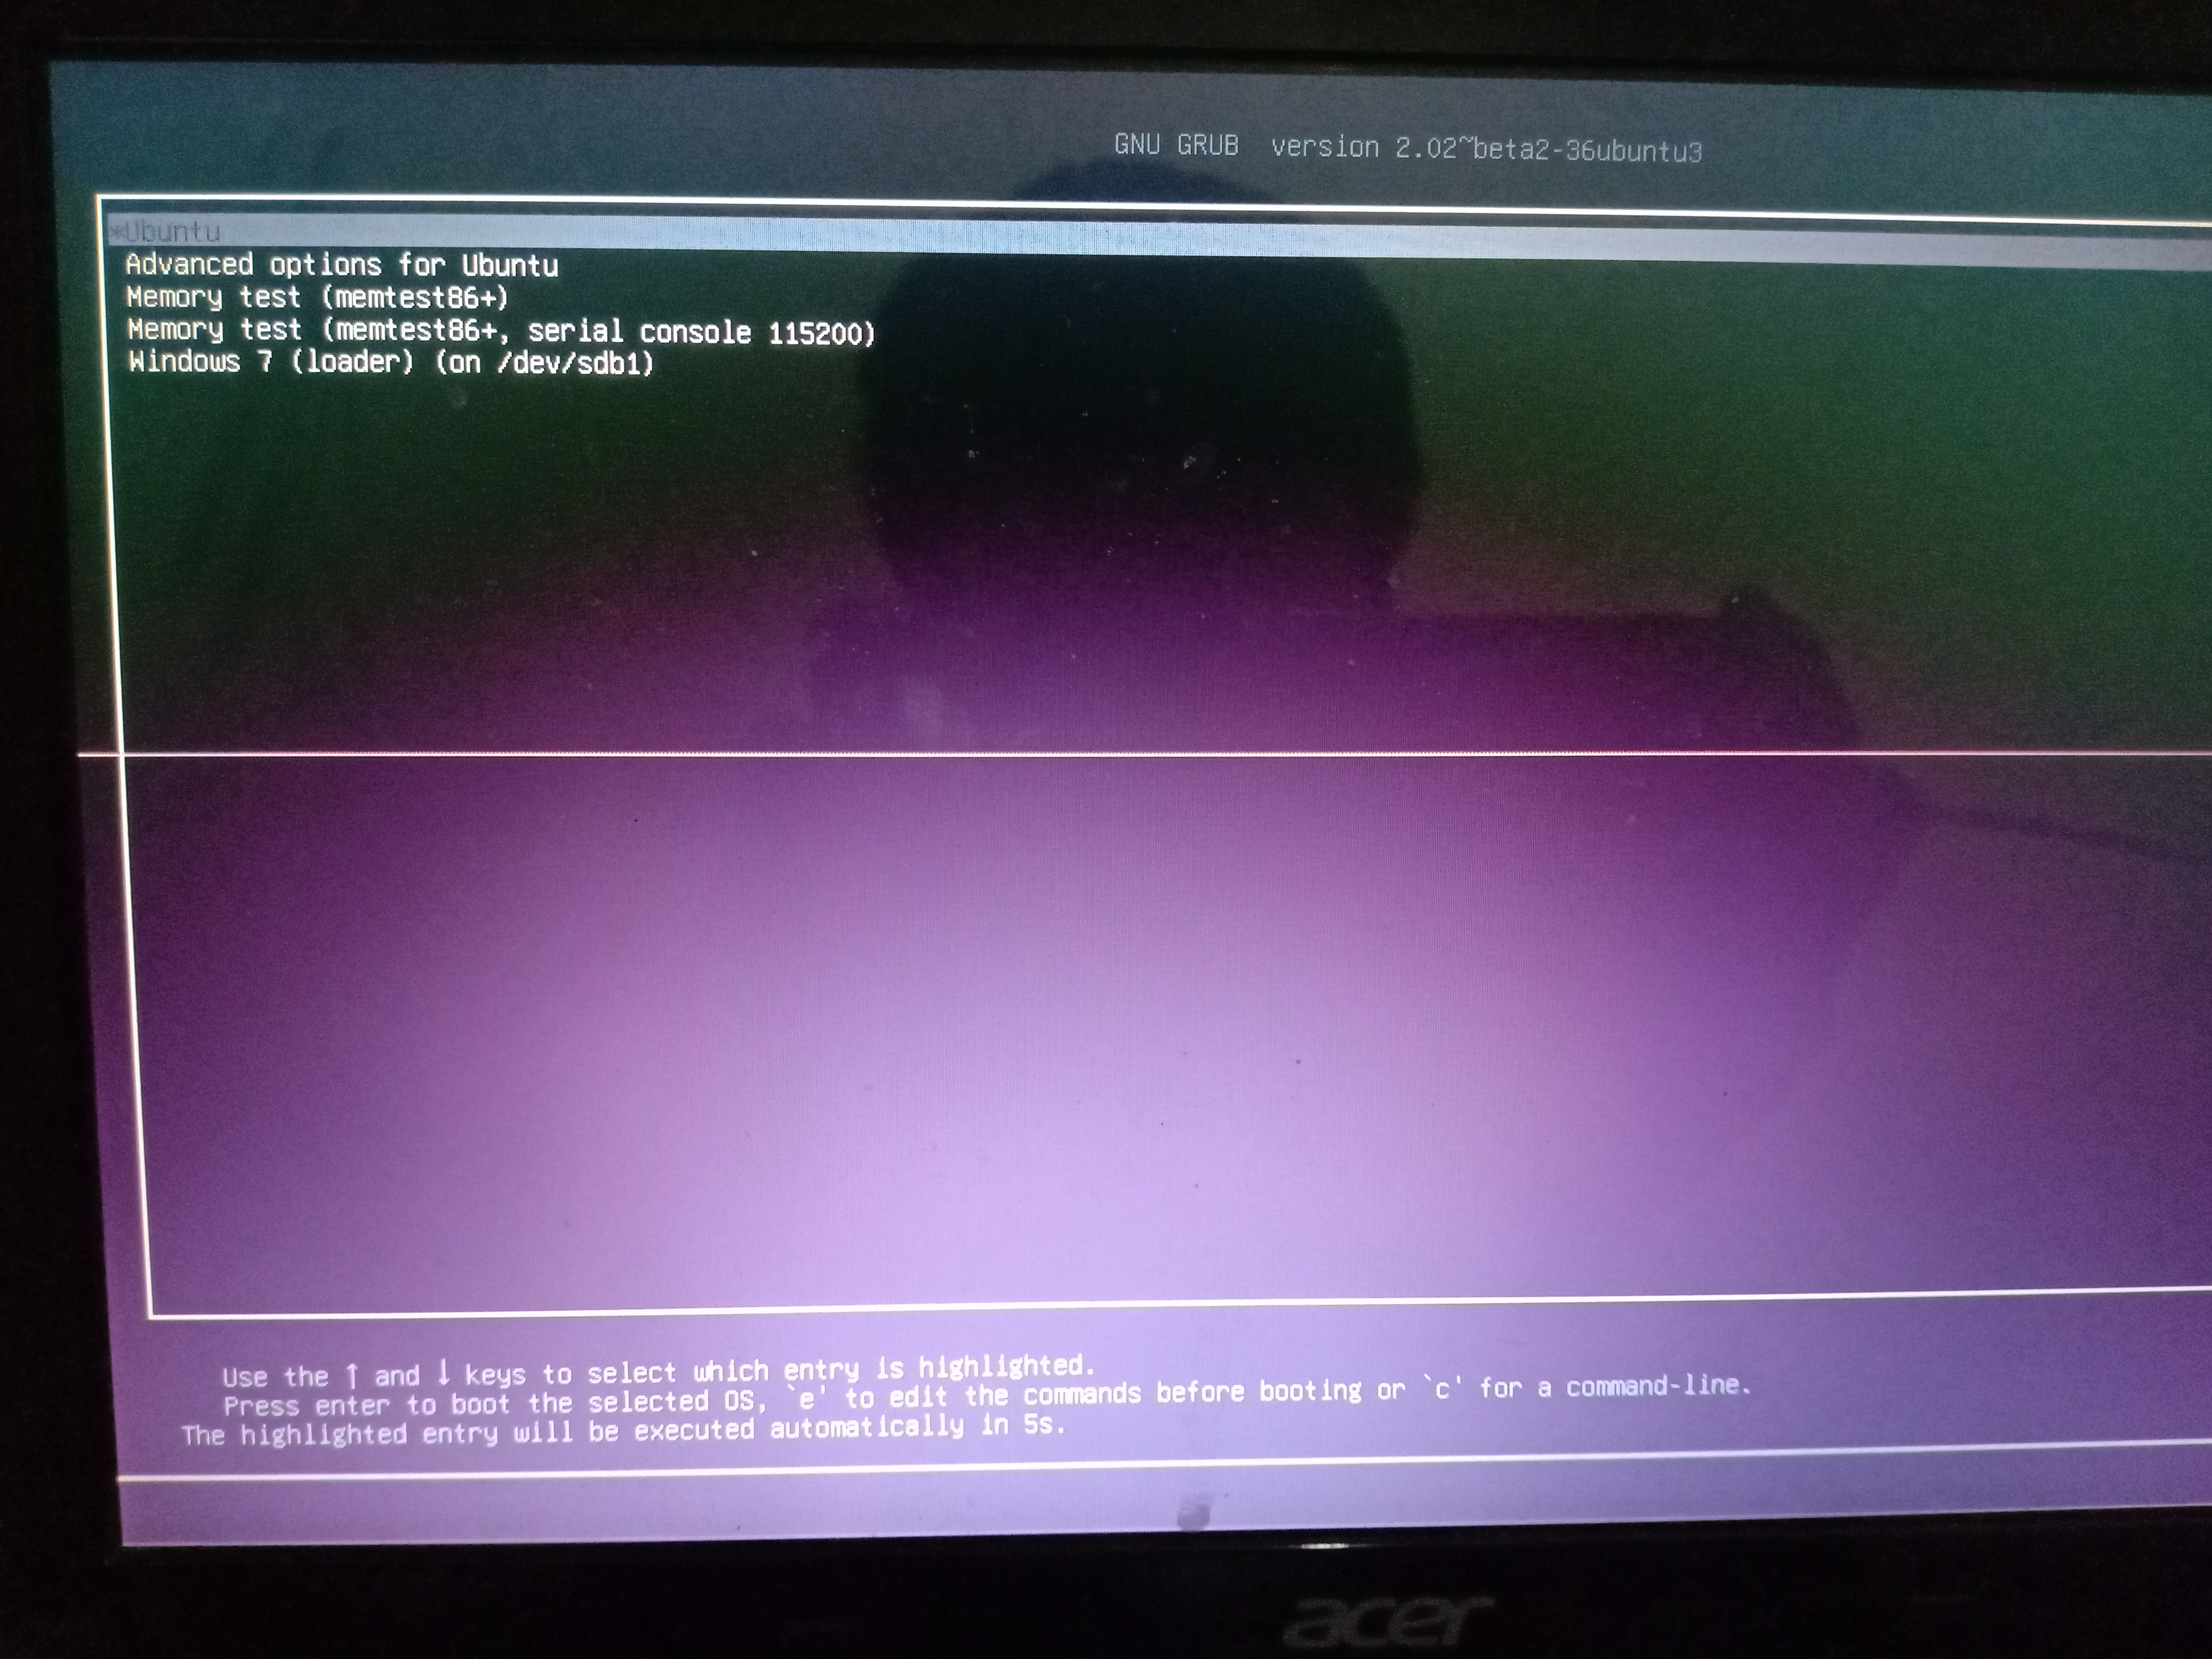 GNU GRUB  version 2.02~beta2-36ubuntu3
*Ubuntu
Advanced options for Ubuntu
Memory test (memtest86+)
Memory test (memtest86+, serial console 115200)
Windows 7 (loader) (on /dev/sdb1)
Use the ↑ and ↓ keys to select which entry is highlighted.
Press enter to boot the selected OS, `e' to edit the commands before booting or `c' for a command-line.
The highlighted entry will be executed automatically in 5s.
acer